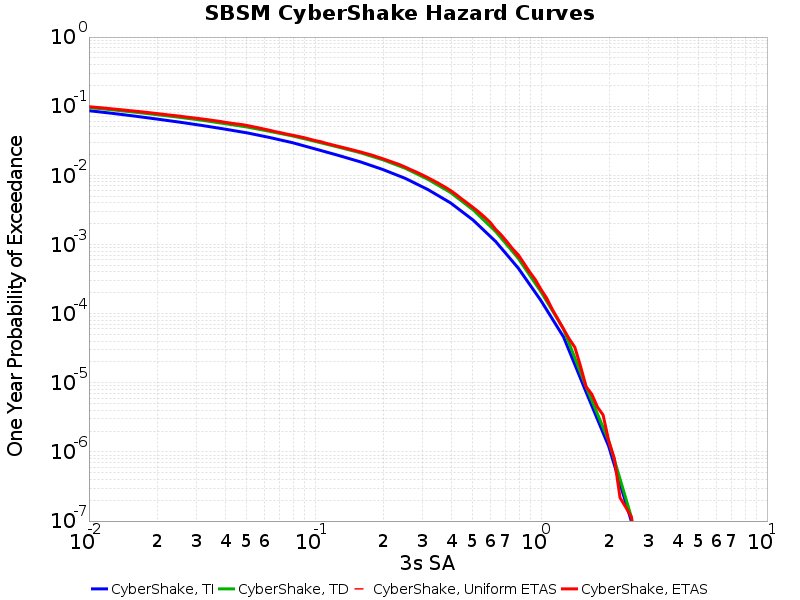 SBSM CyberShake Hazard Curves
One Year Probability of Exceedance
10^0
10^-1
10^-2
10^-3
10^-4
10^-5
10^-6
10^-7
10^-2 2 3 4 5 6 10^-1 2 3 4 5 6 7 10^0 2 3 4 5 6 7 10^1
3s SA
CyberShake, TI CyberShake, TD CyberShake, Uniform ETAS CyberShake, ETAS